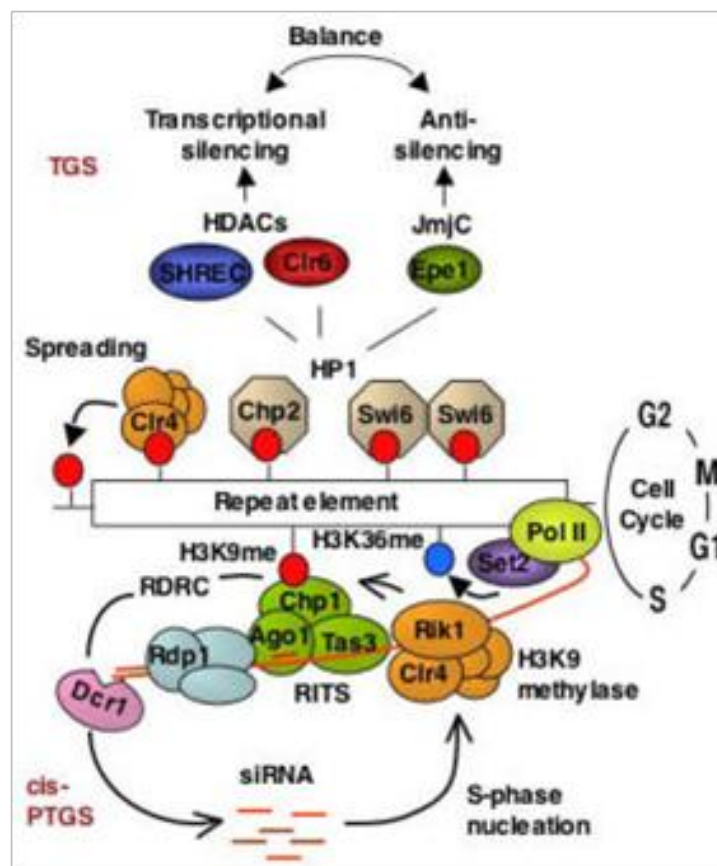 Balance
Transcriptional
silencing
Anti-
silencing
TGS
HDACs
JmjC
SHREC
Clr6
Epe1
Spreading
HP1
Clr4
Chp2
Swi6
Swi6
G2
M
G1
S
Cell
Cycle
Repeat element
Pol II
H3K9me
H3K36me
Set2
RDRC
Chp1
Ago1
Tas3
Rik1
Rdp1
Clr4
H3K9
methylase
RITS
Dcr1
siRNA
cis-
PTGS
S-phase
nucleation